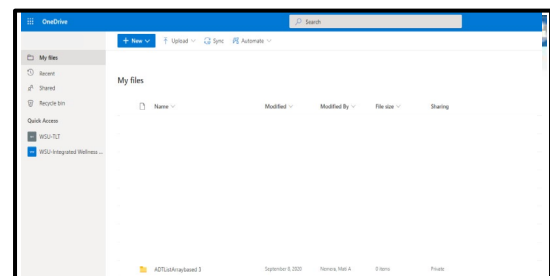 OneDrive
Search
+ New Upload Sync Automate
My files
Recent
Shared
Recycle bin
Quick Access
WSU-TLT
WSU-Integrated Wellness ...
My files
Name Modified Modified By File size Sharing
ADTListArraybased 3 September 9, 2020 A 0 items Private